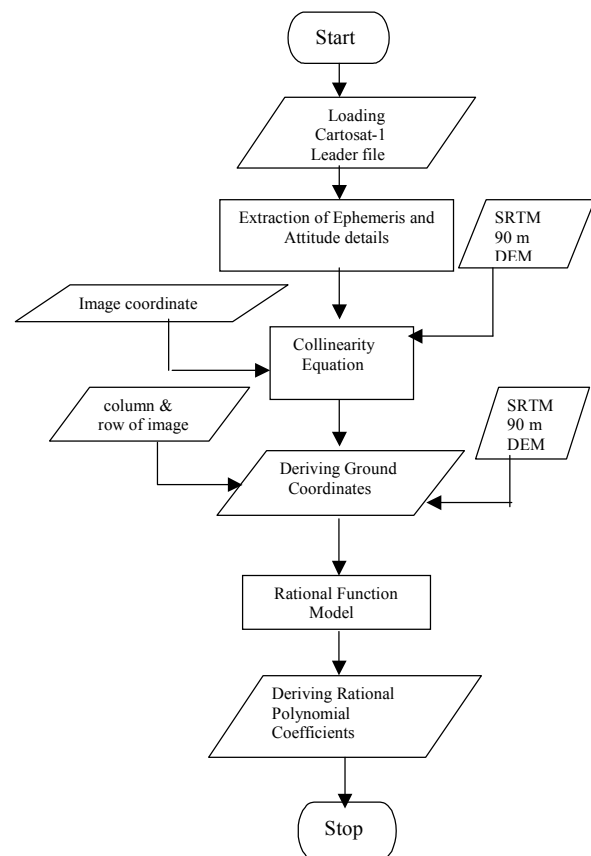 Start
Loading
Cartosat-1
Leader file
Extraction of Ephemeris and
Attitude details
SRTM
90 m
DEM
Image coordinate
Collinearity
Equation
column &
row of image
SRTM
90 m
DEM
Deriving Ground
Coordinates
Rational Function
Model
Deriving Rational
Polynomial
Coefficients
Stop